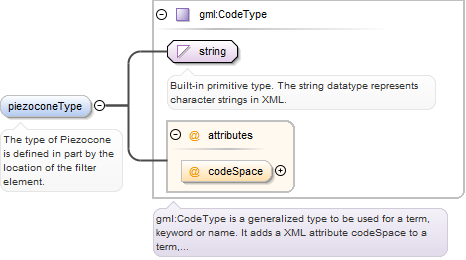 gml:CodeType
string
Built-in primitive type. The string datatype represents
character strings in XML.
piezoconeType
The type of Piezocone
is defined in part by the
location of the filter
element.
@ attributes
@ codeSpace
gml:CodeType is a generalized type to be used for a term,
keyword or name. It adds a XML attribute codeSpace to a
term,...